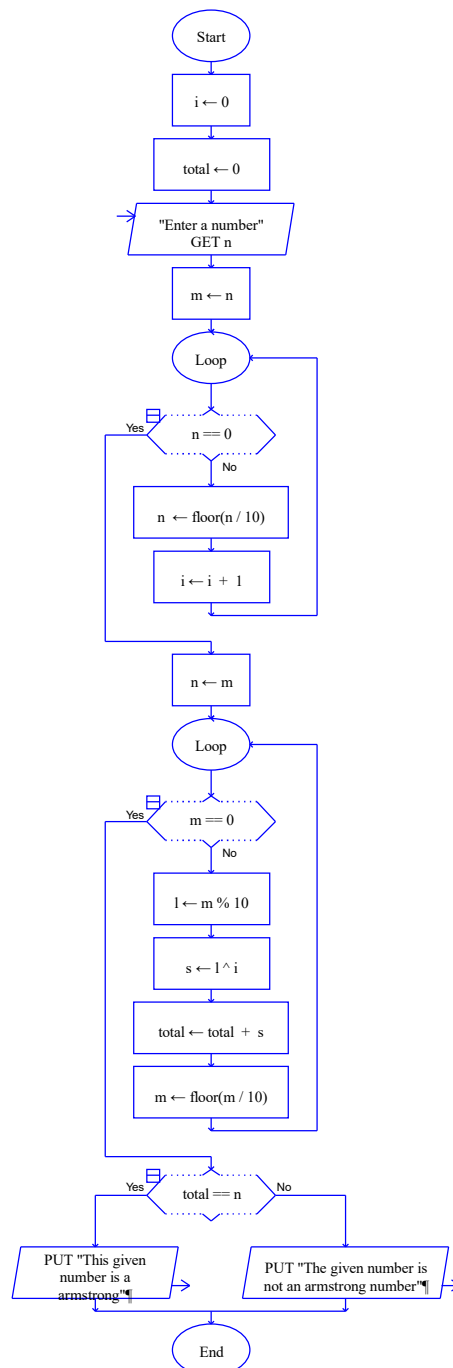 Start
i ← 0
total ← 0
"Enter a number"
GET n
m ← n
Loop
Yes
n == 0
No
n ← floor(n / 10)
i ← i + 1
n ← m
Loop
Yes
m == 0
No
l ← m % 10
s ← l ^ i
total ← total + s
m ← floor(m / 10)
Yes
total == n
No
PUT "This given
number is a
armstrong"¶
PUT "The given number is
not an armstrong number"¶
End